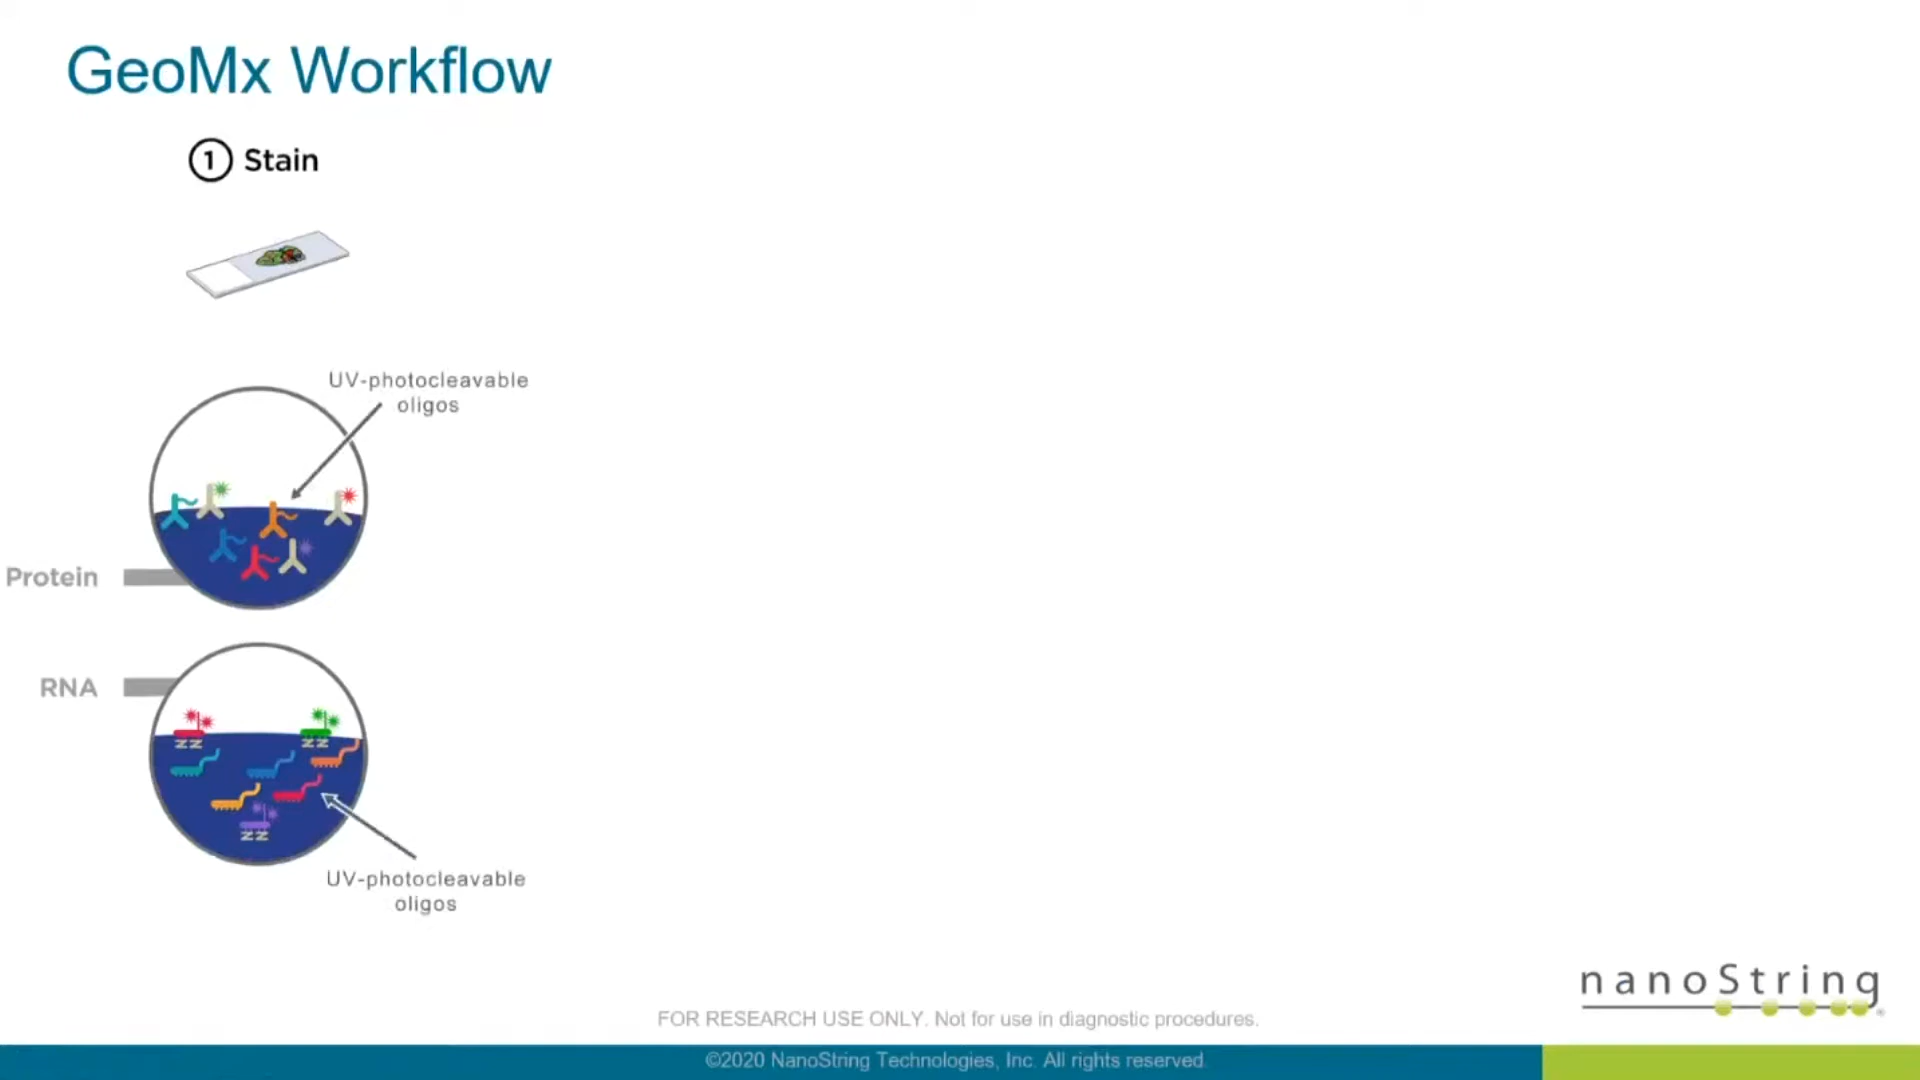 GeoMx Workflow
1 Stain
UV-photocleavable
oligos
Protein
RNA
UV-photocleavable
oligos
nanoString
FOR RESEARCH USE ONLY. Not for use in diagnostic procedures.
©2020 NanoString Technologies, Inc. All rights reserved.